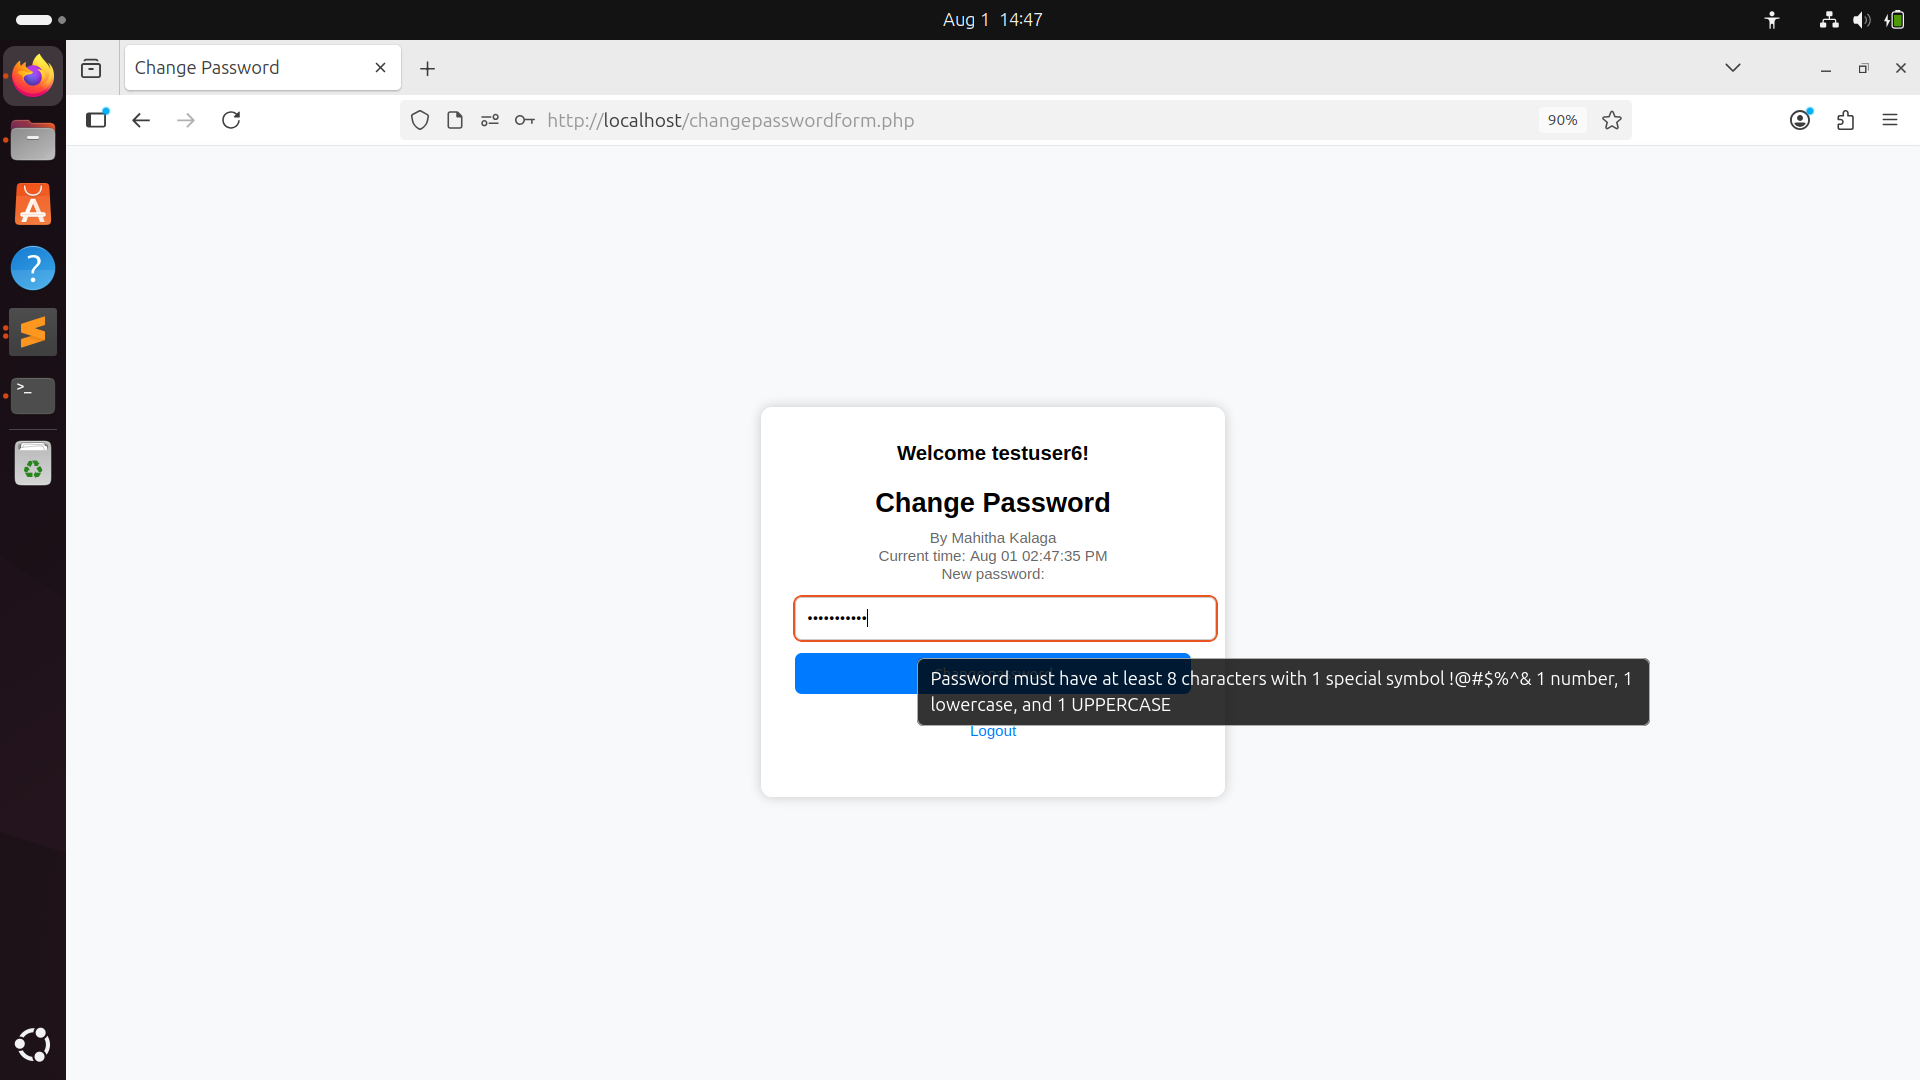 Aug 1 14:47
Change Password
http://localhost/changepasswordform.php
90%
Welcome testuser6!
Change Password
By Mahitha Kalaga
Current time: Aug 01 02:47:35 PM
New password:
•••••••••••
Password must have at least 8 characters with 1 special symbol !@#$%^& 1 number, 1
lowercase, and 1 UPPERCASE
Logout